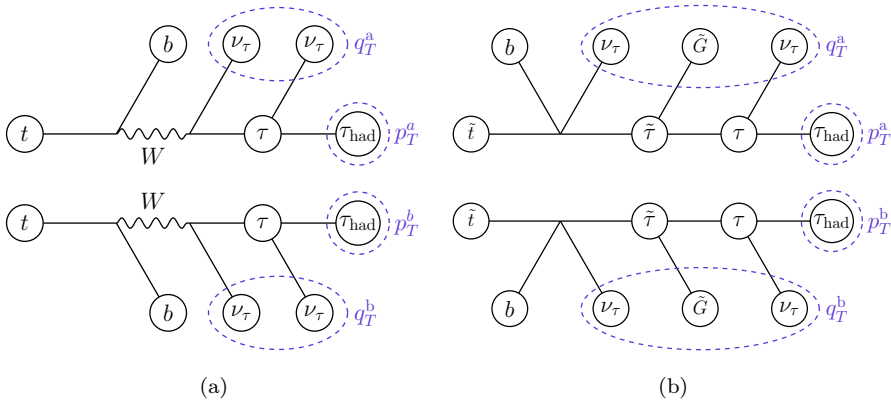 b ν_τ ν_τ q_T^a b ν_τ G̃ ν_τ q_T^a
t W τ τ_had p_T^a t̃ τ̃ τ τ_had p_T^a
t W τ τ_had p_T^b t̃ τ̃ τ τ_had p_T^b
b ν_τ ν_τ q_T^b b ν_τ G̃ ν_τ q_T^b
(a) (b)